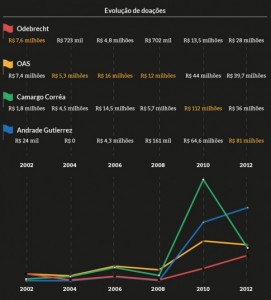 Evolução de doações
Odebrecht
R$ 7,6 milhões R$ 723 mil R$ 4,8 milhões R$ 702 mil R$ 13,5 milhões R$ 28 milhões
OAS
R$ 7,4 milhões R$ 5,3 milhões R$ 16 milhões R$ 12 milhões R$ 44 milhões R$ 39,7 milhões
Camargo Corrêa
R$ 1,8 milhões R$ 4,5 milhões R$ 14,5 milhões R$ 5,7 milhões R$ 112 milhões R$ 36 milhões
Andrade Gutierrez
R$ 24 mil R$ 0 R$ 4,3 milhões R$ 161 mil R$ 64,6 milhões R$ 81 milhões
2002 2004 2006 2008 2010 2012
2002 2004 2006 2008 2010 2012